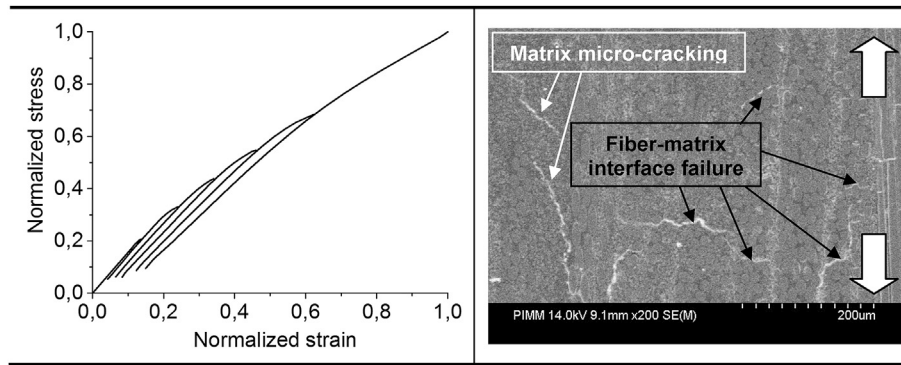 1,0
0,8
0,6
0,4
0,2
0,0
Normalized stress
0,0 0,2 0,4 0,6 0,8 1,0
Normalized strain
Matrix micro-cracking
Fiber-matrix
interface failure
PIMM 14.0kV 9.1mm x200 SE(M)
200um